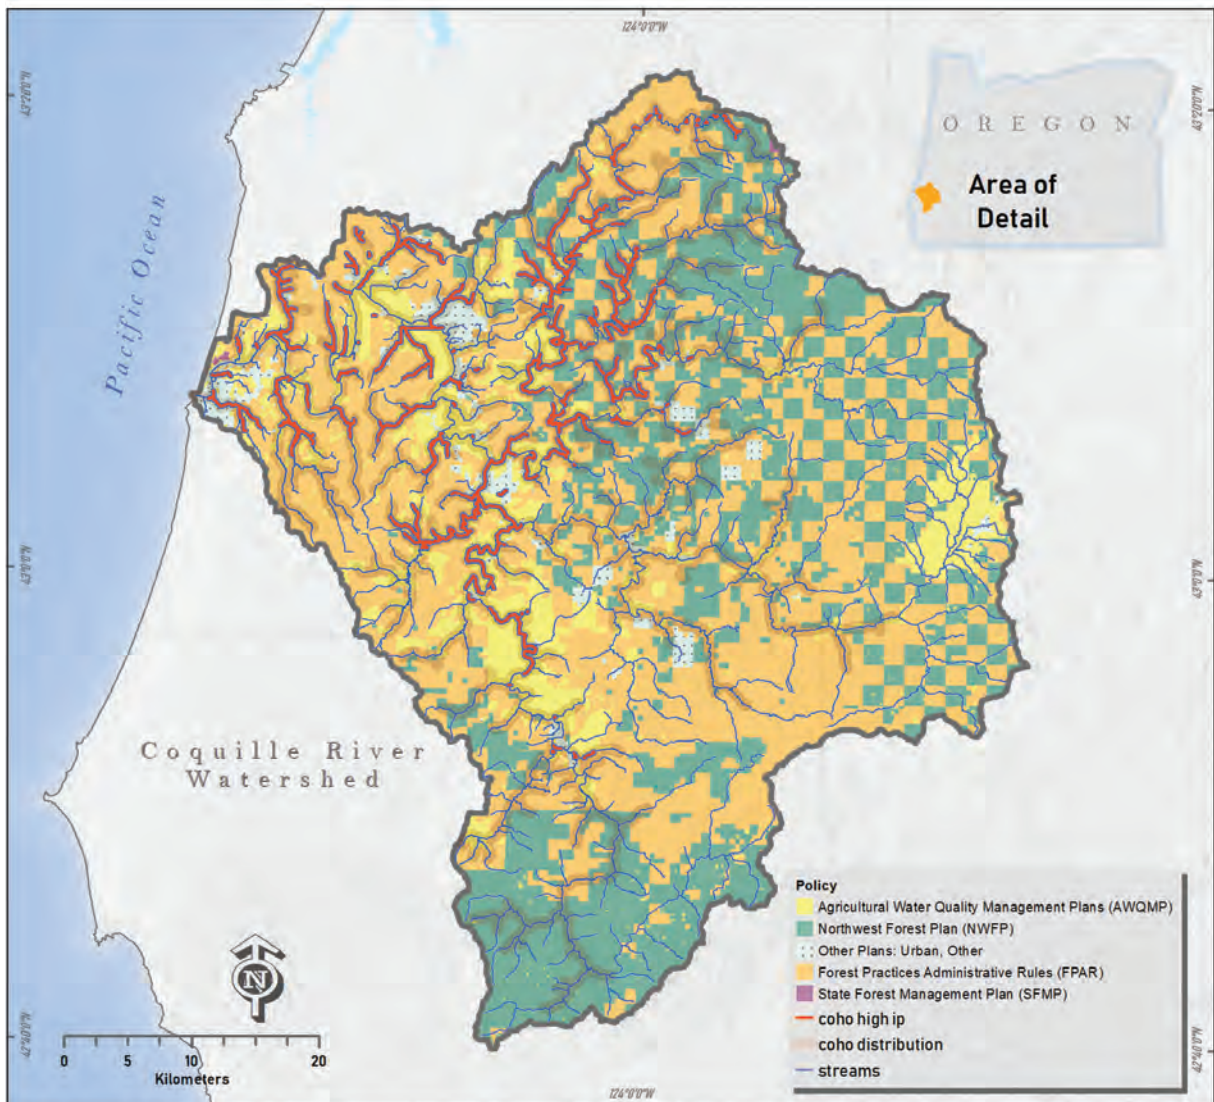 124°0'0"W
OREGON
Area of
Detail
Pacific Ocean
Coquille River
Watershed
N
0 5 10 20
Kilometers
Policy
Agricultural Water Quality Management Plans (AWQMP)
Northwest Forest Plan (NWFP)
Other Plans: Urban, Other
Forest Practices Administrative Rules (FPAR)
State Forest Management Plan (SFMP)
coho high ip
coho distribution
streams
124°0'0"W